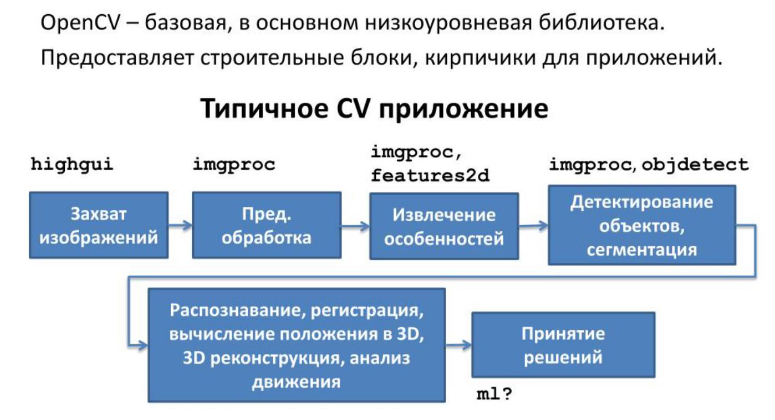 OpenCV – базовая, в основном низкоуровневая библиотека.
Предоставляет строительные блоки, кирпичики для приложений.
Типичное CV приложение
highgui
Захват
изображений
imgproc
Пред.
обработка
imgproc,
features2d
Извлечение
особенностей
imgproc, objdetect
Детектирование
объектов,
сегментация
Распознавание, регистрация,
вычисление положения в 3D,
3D реконструкция, анализ
движения
Принятие
решений
ml?